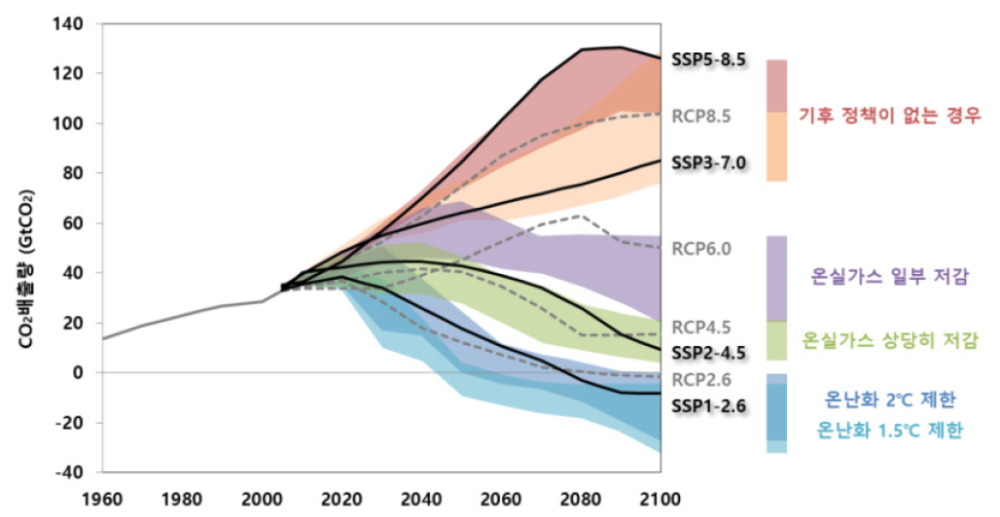 140
120
100
80
60
40
20
0
-20
-40
CO₂배출량 (GtCO₂)
1960 1980 2000 2020 2040 2060 2080 2100
SSP5-8.5
RCP8.5
SSP3-7.0
RCP6.0
RCP4.5
SSP2-4.5
RCP2.6
SSP1-2.6
기후 정책이 없는 경우
온실가스 일부 저감
온실가스 상당히 저감
온난화 2℃ 제한
온난화 1.5℃ 제한